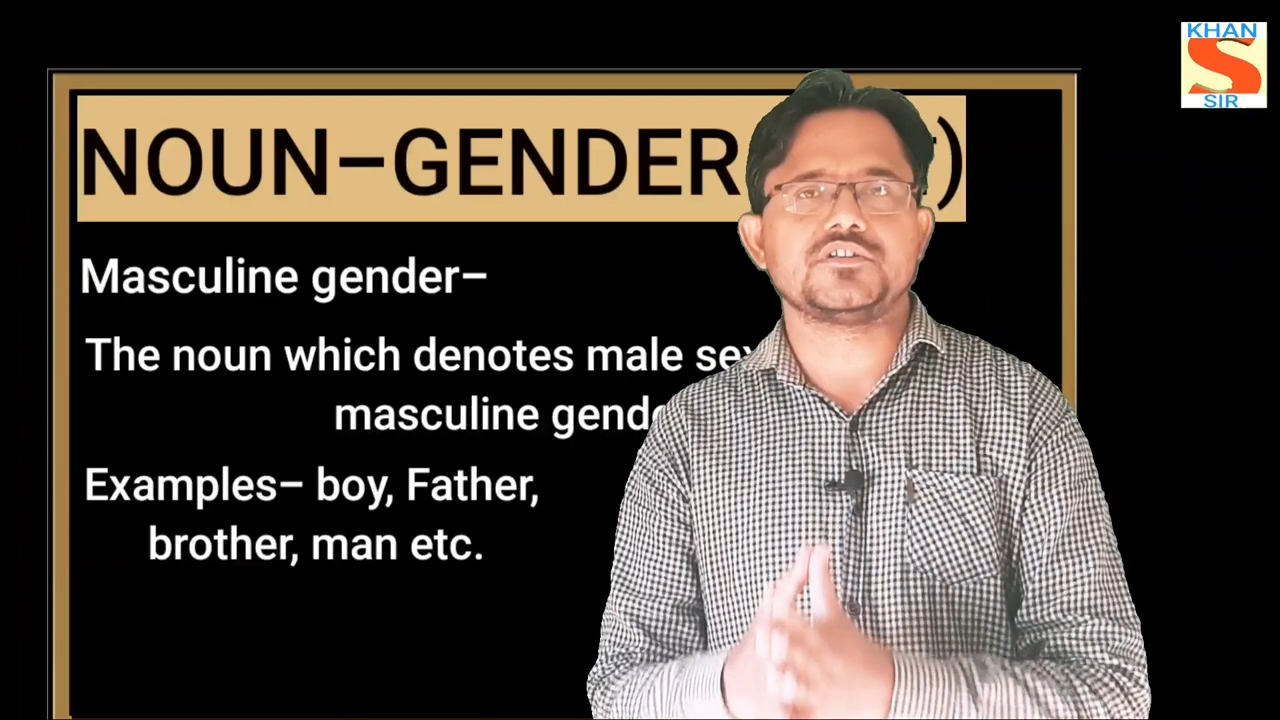 KHAN
S
SIR
NOUN–GENDER )
Masculine gender–
The noun which denotes male
masculine
Examples– boy, Father,
brother, man etc.